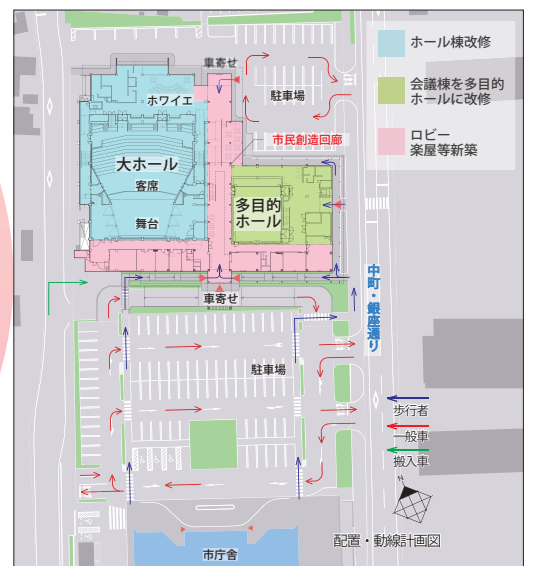 ホール棟改修
会議棟を多目的
ホールに改修
ロビー
楽屋等新築
車寄せ
駐車場
ホワイエ
市民創造回廊
大ホール
客席
舞台
多目的
ホール
車寄せ
中町・銀座通り
駐車場
歩行者
一般車
搬入車
N
配置・動線計画図
市庁舎